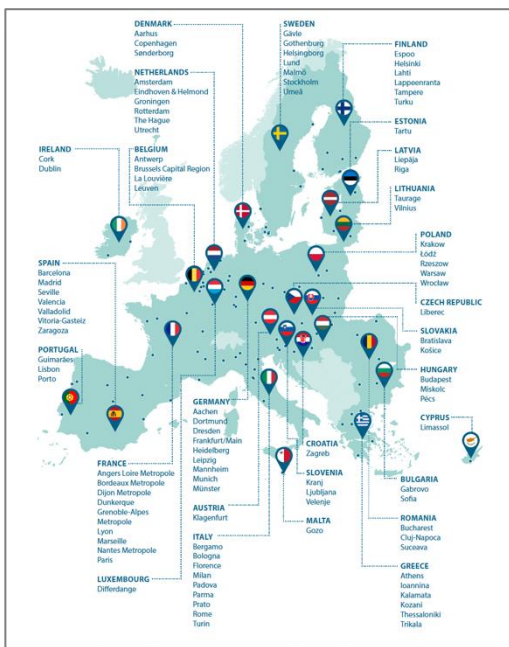 DENMARK
Aarhus
Copenhagen
Sønderborg
NETHERLANDS
Amsterdam
Eindhoven & Helmond
Groningen
Rotterdam
The Hague
Utrecht
BELGIUM
Antwerp
Brussels Capital Region
La Louvière
Leuven
SWEDEN
Gävle
Gothenburg
Helsingborg
Lund
Malmö
Stockholm
Umeå
FINLAND
Espoo
Helsinki
Lahti
Lappeenranta
Tampere
Turku
ESTONIA
Tartu
LATVIA
Liepāja
Riga
LITHUANIA
Taurage
Vilnius
IRELAND
Cork
Dublin
POLAND
Krakow
Łódź
Rzeszow
Warsaw
Wrocław
CZECH REPUBLIC
Liberec
SLOVAKIA
Bratislava
Košice
HUNGARY
Budapest
Miskolc
Pécs
CYPRUS
Limassol
SPAIN
Barcelona
Madrid
Seville
Valencia
Valladolid
Vitoria-Gasteiz
Zaragoza
PORTUGAL
Guimarães
Lisbon
Porto
FRANCE
Angers Loire Metropole
Bordeaux Metropole
Dijon Metropole
Dunkerque
Grenoble-Alpes
Metropole
Lyon
Marseille
Nantes Metropole
Paris
LUXEMBOURG
Differdange
GERMANY
Aachen
Dortmund
Dresden
Frankfurt/Main
Heidelberg
Leipzig
Mannheim
Munich
Münster
AUSTRIA
Klagenfurt
ITALY
Bergamo
Bologna
Florence
Milan
Padova
Parma
Prato
Rome
Turin
CROATIA
Zagreb
SLOVENIA
Kranj
Ljubljana
Velenje
MALTA
Gozo
BULGARIA
Gabrovo
Sofia
ROMANIA
Bucharest
Cluj-Napoca
Suceava
GREECE
Athens
Ioannina
Kalamata
Kozani
Thessaloniki
Trikala